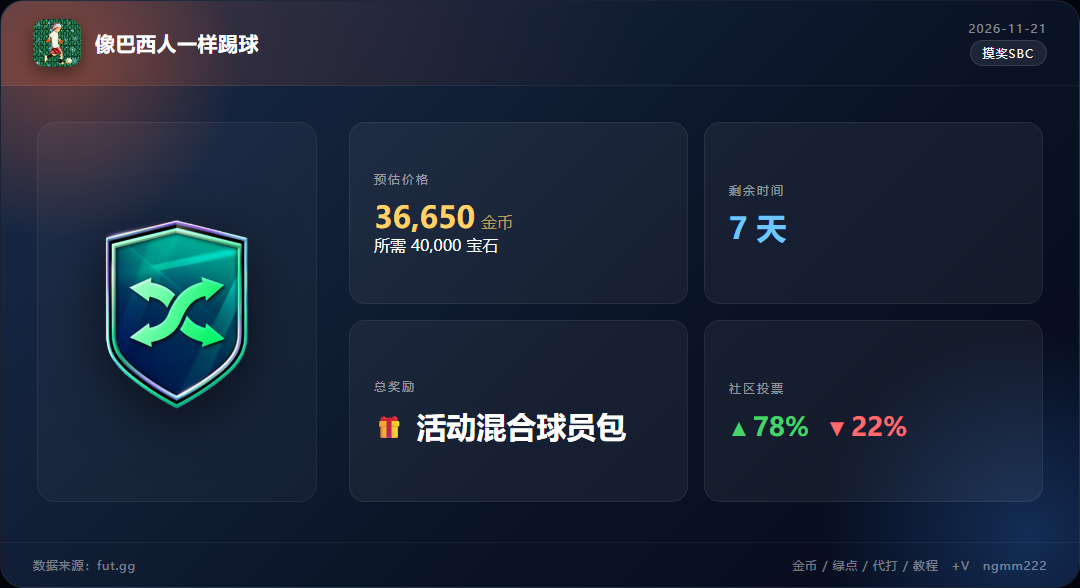 像巴西人一样踢球
2026-11-21
摸奖SBC
预估价格
36,650 金币
所需 40,000 宝石
剩余时间
7 天
总奖励
活动混合球员包
社区投票
▲78% ▼22%
数据来源：fut.gg
金币 / 绿点 / 代打 / 教程 +V ngmm222